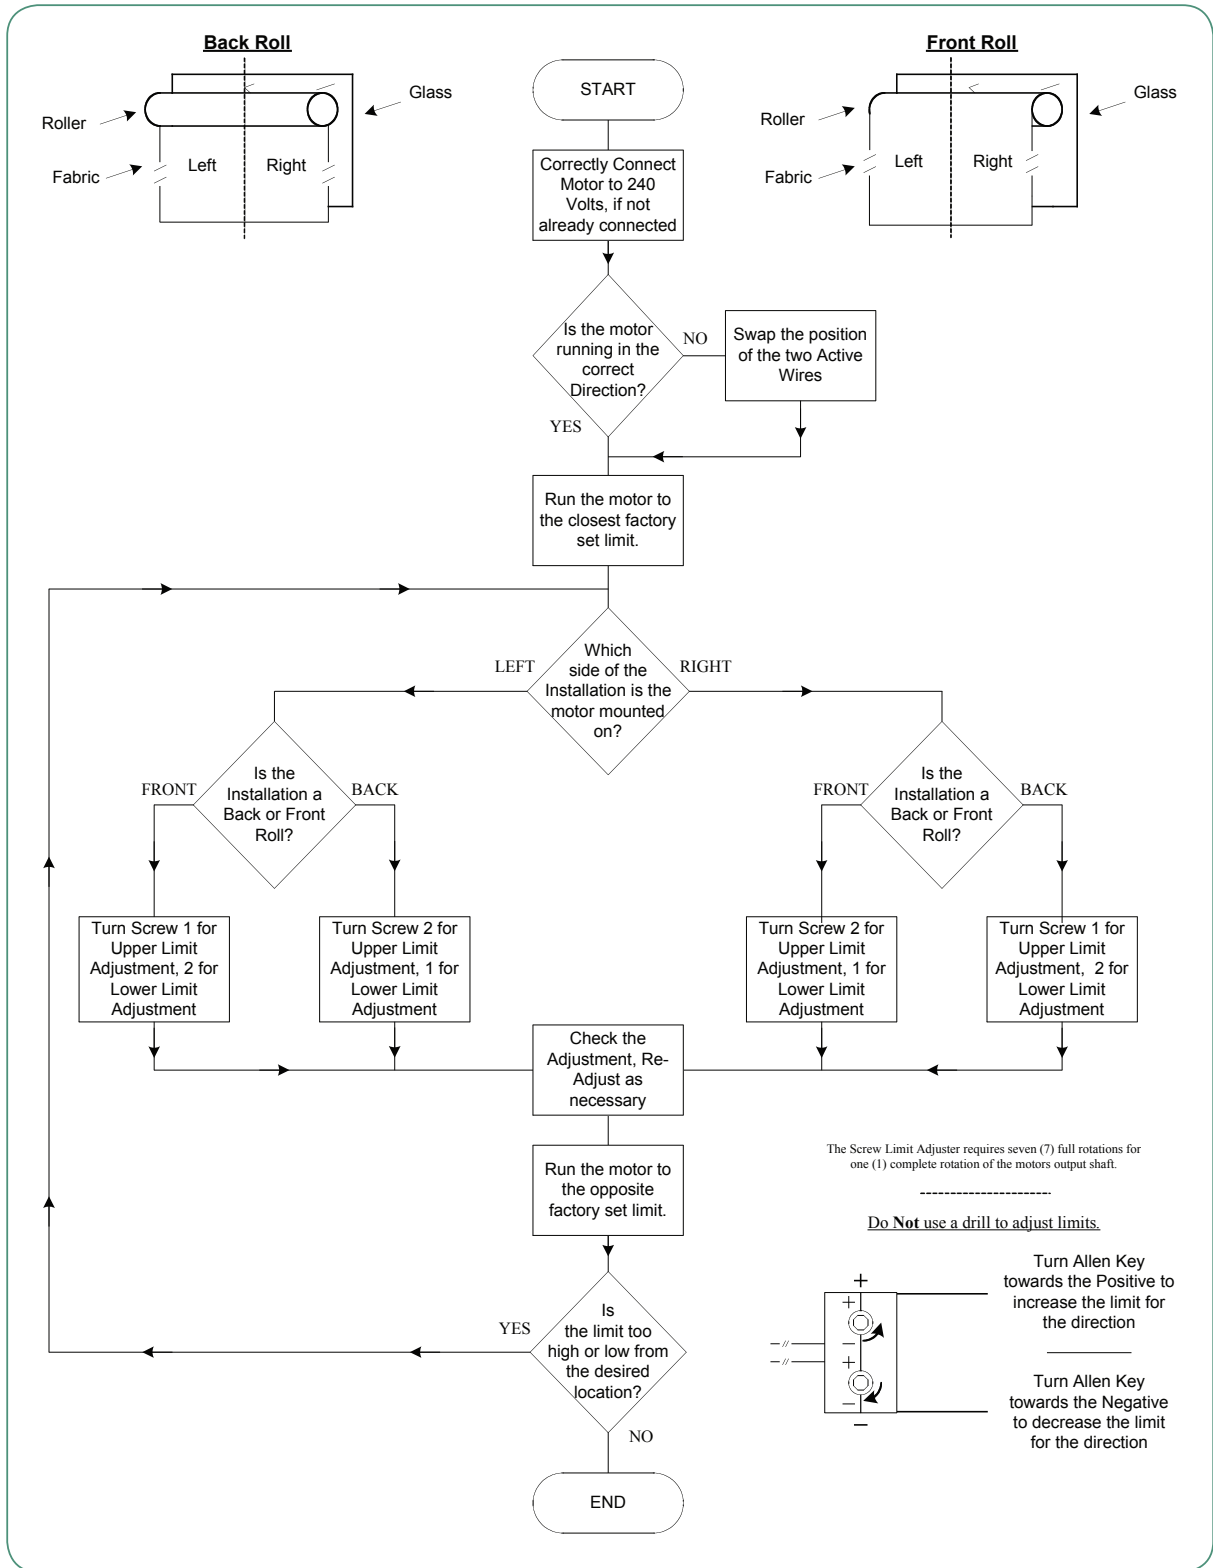 Back Roll
Front Roll
START
Glass
Glass
Roller
Roller
Left
Right
Left
Right
Fabric
Fabric
Correctly Connect
Motor to 240
Volts, if not
already connected
Is the motor
running in the
correct
Direction?
NO
Swap the position
of the two Active
Wires
YES
Run the motor to
the closest factory
set limit.
Which
side of the
Installation is the
motor mounted
on?
LEFT
RIGHT
Is the
Installation a
Back or Front
Roll?
FRONT
BACK
Is the
Installation a
Back or Front
Roll?
FRONT
BACK
Turn Screw 1 for
Upper Limit
Adjustment, 2 for
Lower Limit
Adjustment
Turn Screw 2 for
Upper Limit
Adjustment, 1 for
Lower Limit
Adjustment
Turn Screw 2 for
Upper Limit
Adjustment, 1 for
Lower Limit
Adjustment
Turn Screw 1 for
Upper Limit
Adjustment, 2 for
Lower Limit
Adjustment
Check the
Adjustment, Re-
Adjust as
necessary
Run the motor to
the opposite
factory set limit.
The Screw Limit Adjuster requires seven (7) full rotations for
one (1) complete rotation of the motors output shaft.
Do Not use a drill to adjust limits.
Is
the limit too
high or low from
the desired
location?
YES
NO
END
+
+
−
+
−
−
Turn Allen Key
towards the Positive to
increase the limit for
the direction
Turn Allen Key
towards the Negative
to decrease the limit
for the direction